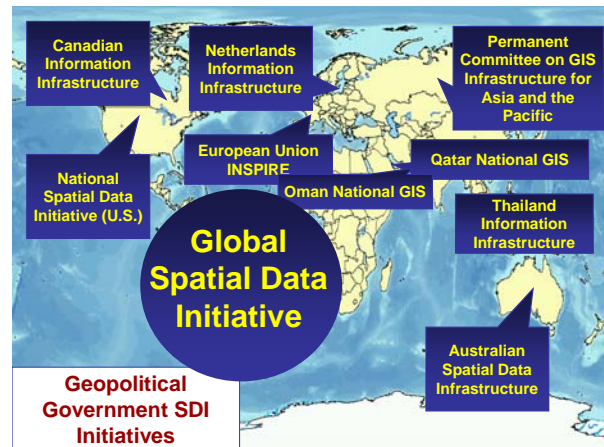 Canadian
Information
Infrastructure
Netherlands
Information
Infrastructure
Permanent
Committee on GIS
Infrastructure for
Asia and the
Pacific
European Union
INSPIRE
Qatar National GIS
National
Spatial Data
Initiative (U.S.)
Oman National GIS
Thailand
Information
Infrastructure
Global
Spatial Data
Initiative
Australian
Spatial Data
Infrastructure
Geopolitical
Government SDI
Initiatives